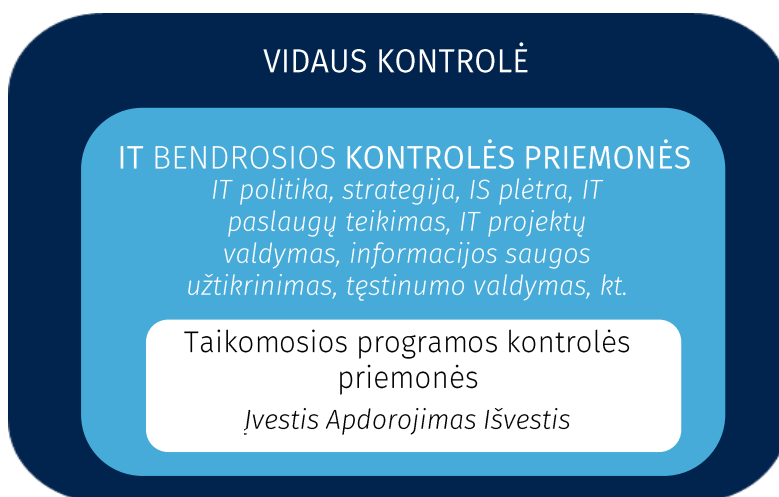 VIDAUS KONTROLĖ
IT BENDROSIOS KONTROLĖS PRIEMONĖS
IT politika, strategija, IS plėtra, IT
paslaugų teikimas, IT projektų
valdymas, informacijos saugos
užtikrinimas, tęstinumo valdymas, kt.
Taikomosios programos kontrolės
priemonės
Įvestis Apdorojimas Išvestis